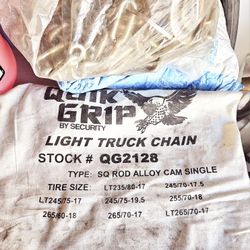 QUIK
GRIP
BY SECURITY
LIGHT TRUCK CHAIN
STOCK # QG2128
TYPE: SQ ROD ALLOY CAM SINGLE
TIRE SIZE: LT235/80-17 245/70-17.5
LT245/75-17 245/75-19.5 255/70-18
265/60-18 265/70-17 LT265/70-17